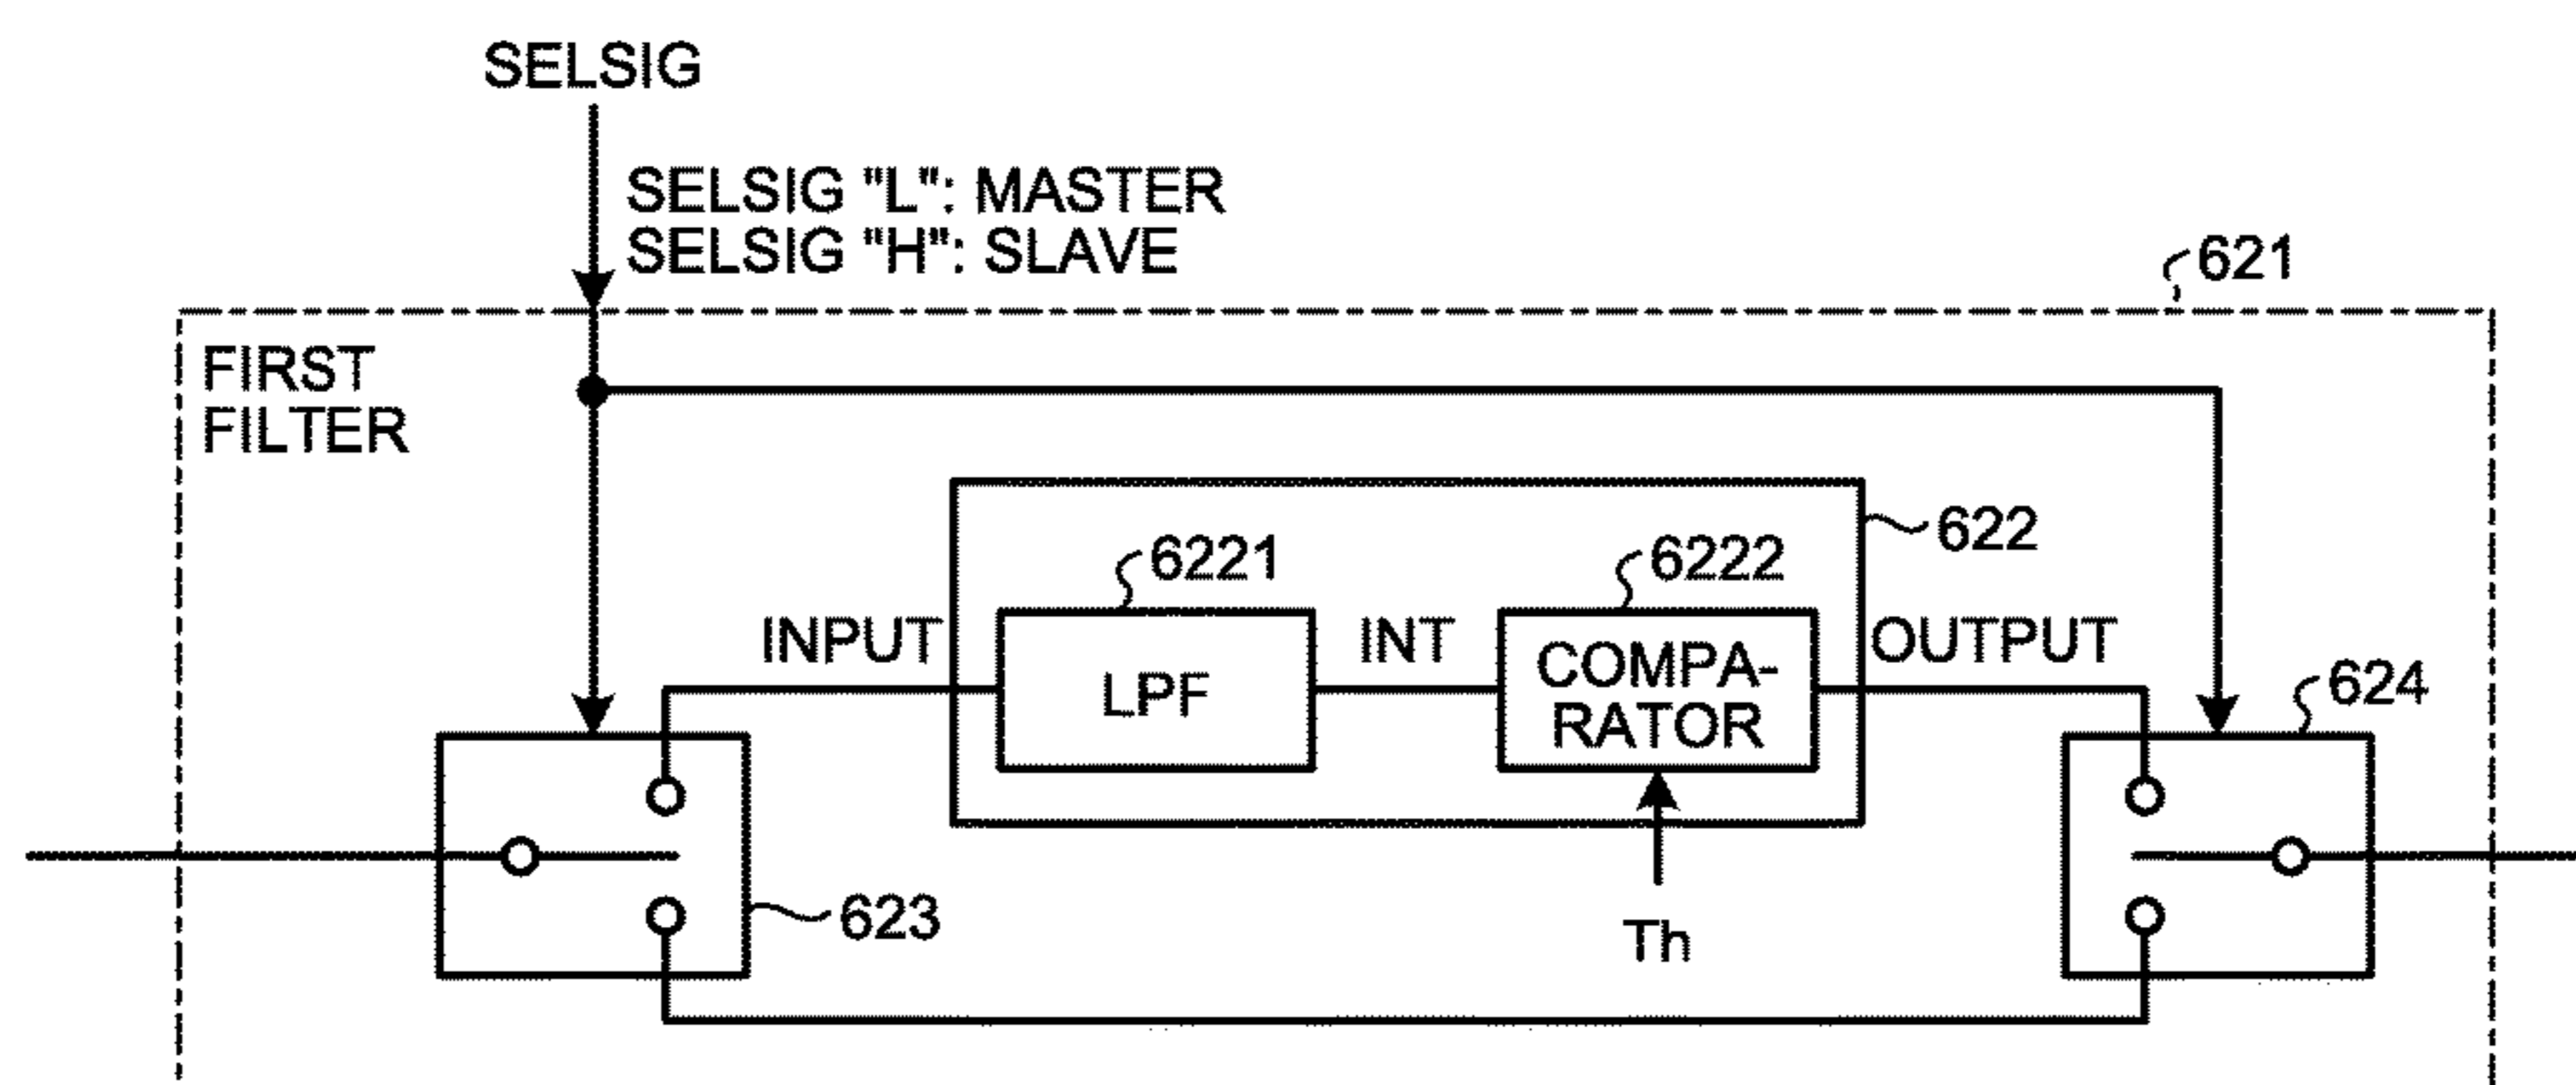 SELSIG
SELSIG "L": MASTER
SELSIG "H": SLAVE
621
FIRST
FILTER
622
6221
6222
INPUT
LPF
INT
COMPA-
RATOR
OUTPUT
624
623
Th